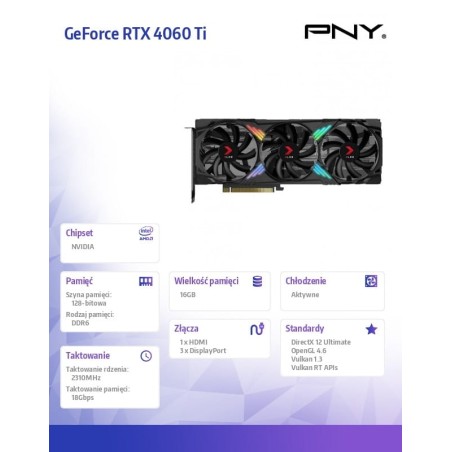 GeForce RTX 4060 Ti
PNY®
Chipset
intel
AMD
NVIDIA
Pamięć
Szyna pamięci:
128-bitowa
Rodzaj pamięci:
DDR6
Wielkość pamięci
16GB
Chłodzenie
Aktywne
Złącza
1 x HDMI
3 x DisplayPort
Standardy
DirectX 12 Ultimate
OpenGL 4.6
Vulkan 1.3
Vulkan RT APIs
Taktowanie
Taktowanie rdzenia:
2310MHz
Taktowanie pamięci:
18Gbps